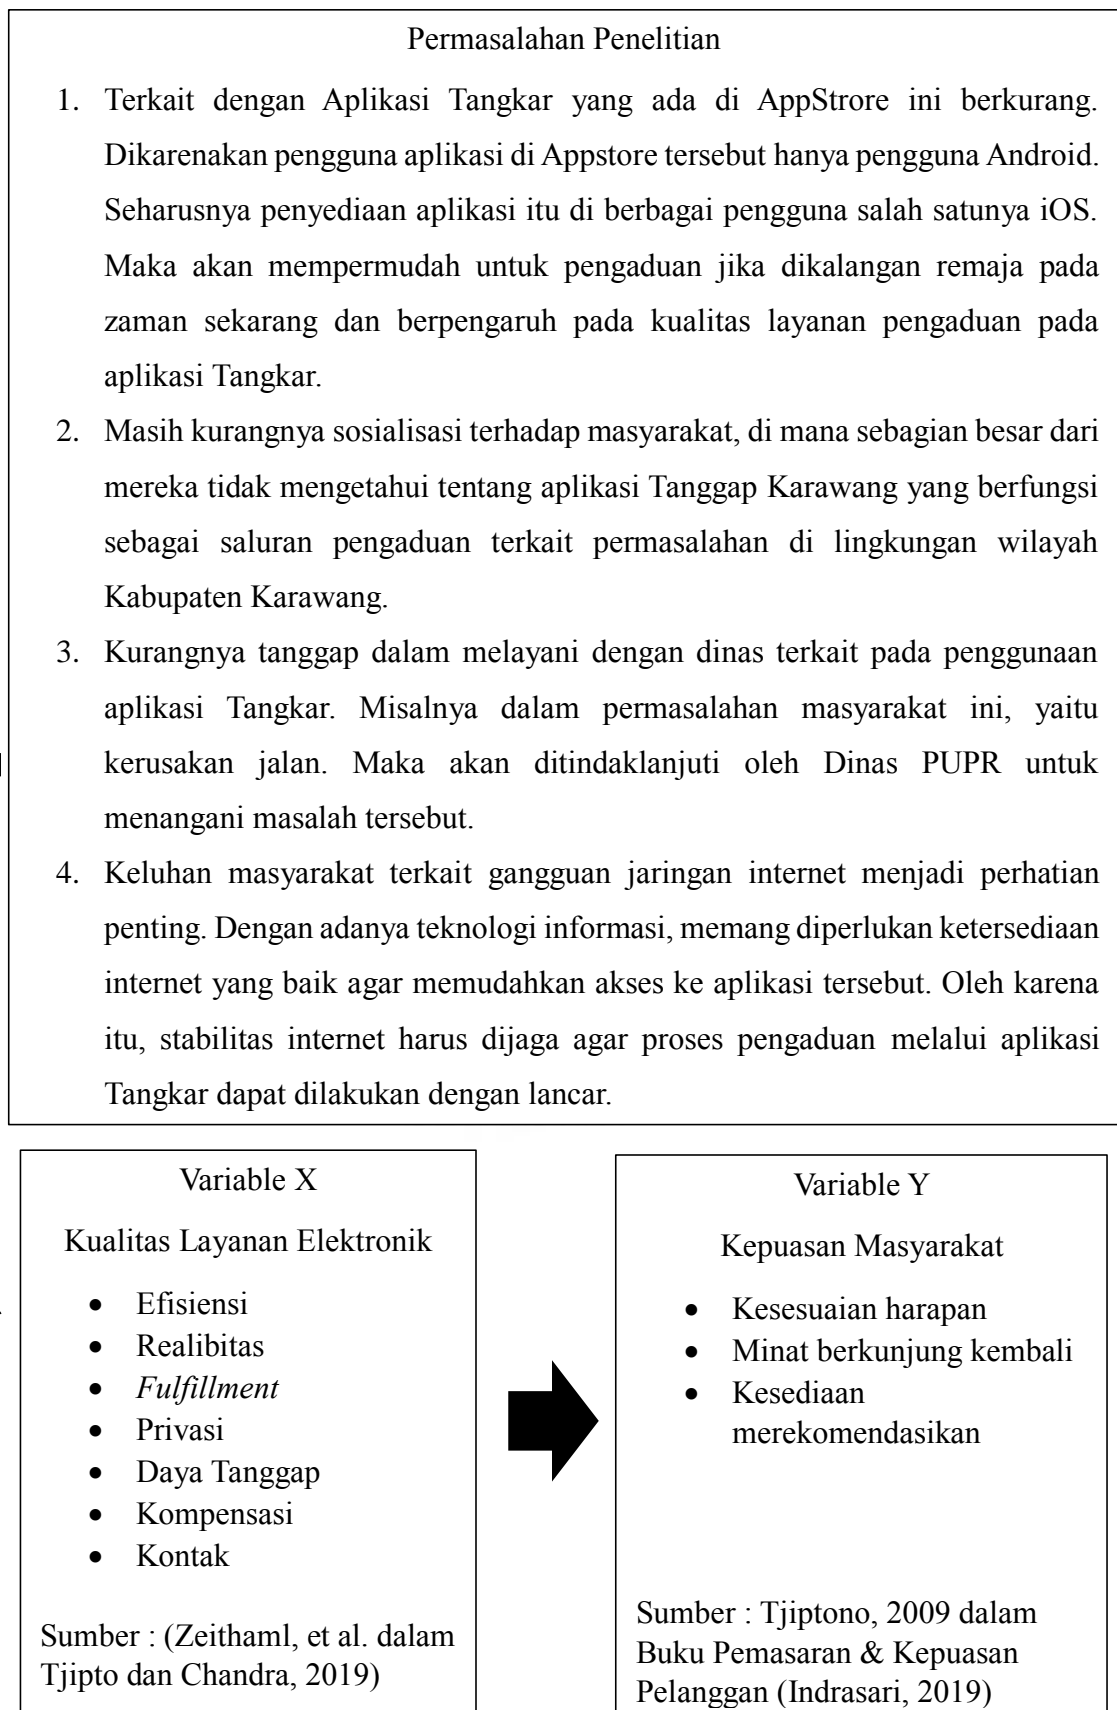 Permasalahan Penelitian
1. Terkait dengan Aplikasi Tangkar yang ada di AppStrore ini berkurang.
Dikarenakan pengguna aplikasi di Appstore tersebut hanya pengguna Android.
Seharusnya penyediaan aplikasi itu di berbagai pengguna salah satunya iOS.
Maka akan mempermudah untuk pengaduan jika dikalangan remaja pada
zaman sekarang dan berpengaruh pada kualitas layanan pengaduan pada
aplikasi Tangkar.
2. Masih kurangnya sosialisasi terhadap masyarakat, di mana sebagian besar dari
mereka tidak mengetahui tentang aplikasi Tanggap Karawang yang berfungsi
sebagai saluran pengaduan terkait permasalahan di lingkungan wilayah
Kabupaten Karawang.
3. Kurangnya tanggap dalam melayani dengan dinas terkait pada penggunaan
aplikasi Tangkar. Misalnya dalam permasalahan masyarakat ini, yaitu
kerusakan jalan. Maka akan ditindaklanjuti oleh Dinas PUPR untuk
menangani masalah tersebut.
4. Keluhan masyarakat terkait gangguan jaringan internet menjadi perhatian
penting. Dengan adanya teknologi informasi, memang diperlukan ketersediaan
internet yang baik agar memudahkan akses ke aplikasi tersebut. Oleh karena
itu, stabilitas internet harus dijaga agar proses pengaduan melalui aplikasi
Tangkar dapat dilakukan dengan lancar.
Variable X
Kualitas Layanan Elektronik
• Efisiensi
• Realibitas
• Fulfillment
• Privasi
• Daya Tanggap
• Kompensasi
• Kontak
Sumber : (Zeithaml, et al. dalam
Tjipto dan Chandra, 2019)
Variable Y
Kepuasan Masyarakat
• Kesesuaian harapan
• Minat berkunjung kembali
• Kesediaan
merekomendasikan
Sumber : Tjiptono, 2009 dalam
Buku Pemasaran & Kepuasan
Pelanggan (Indrasari, 2019)